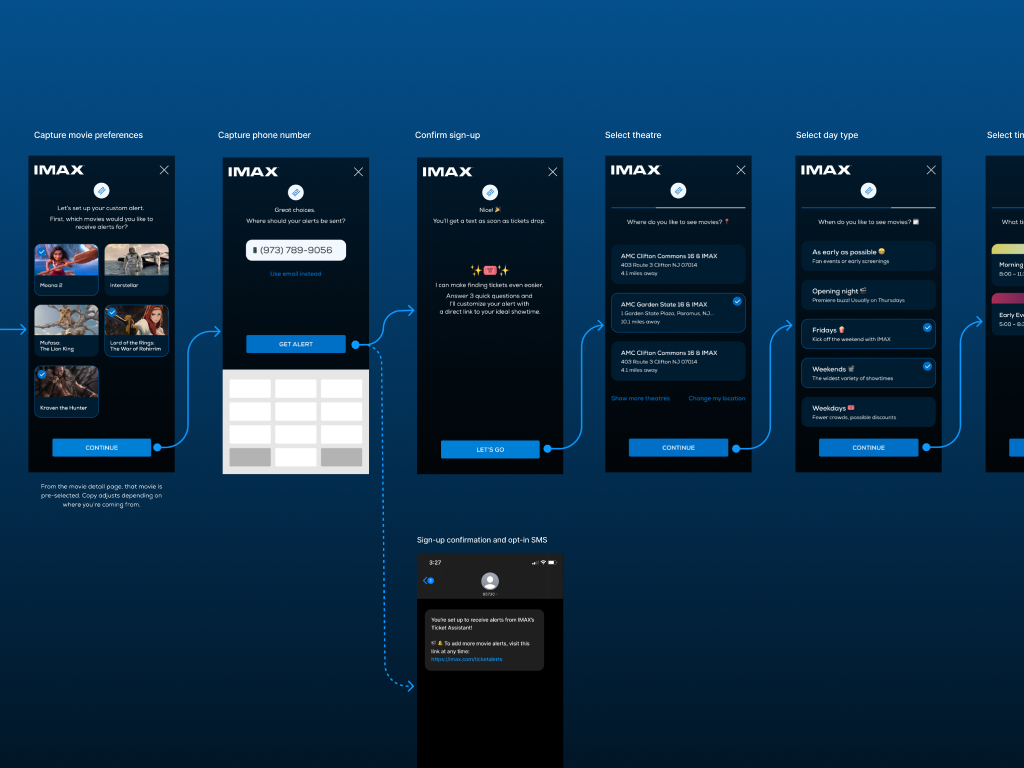 Capture movie preferences
IMAX
Let's set up your custom alert.
First, which movies would you like to
receive alerts for?
Moana 2
Interstellar
Mufasa:
The Lion King
Lord of the Rings:
The War of Rohirrim
Kraven the Hunter
CONTINUE
From the movie detail page, that movie is
pre-selected. Copy adjusts depending on
where you're coming from.
Capture phone number
IMAX
Great choices.
Where should your alerts be sent?
(973) 789-9056
Use email instead
GET ALERT
Confirm sign-up
IMAX
Nice! 🎉
You'll get a text as soon as tickets drop.
I can make finding tickets even easier.
Answer 3 quick questions and
I'll customize your alert with
a direct link to your ideal showtime.
LET'S GO
Sign-up confirmation and opt-in SMS
3:27
You're set up to receive alerts from IMAX's
Ticket Assistant!
To add more movie alerts, visit this
link at any time:
https://imax.com/ticketalerts
Select theatre
IMAX
Where do you like to see movies? 📍
AMC Clifton Commons 16 & IMAX
403 Route 3 Clifton NJ 07014
4.1 miles away
AMC Garden State 16 & IMAX
1 Garden State Plaza, Paramus, NJ...
10.1 miles away
AMC Clifton Commons 16 & IMAX
403 Route 3 Clifton NJ 07014
4.1 miles away
Show more theatres
Change my location
CONTINUE
Select day type
IMAX
When do you like to see movies?
As early as possible
Fan events or early screenings
Opening night
Premiere buzz! Usually on Thursdays
Fridays 🍿
Kick off the weekend with IMAX
Weekends
The widest variety of showtimes
Weekdays
Fewer crowds, possible discounts
CONTINUE
Select tin
What ti
Morning
8:00 – 11:
Early Eve
5:00 – 8: